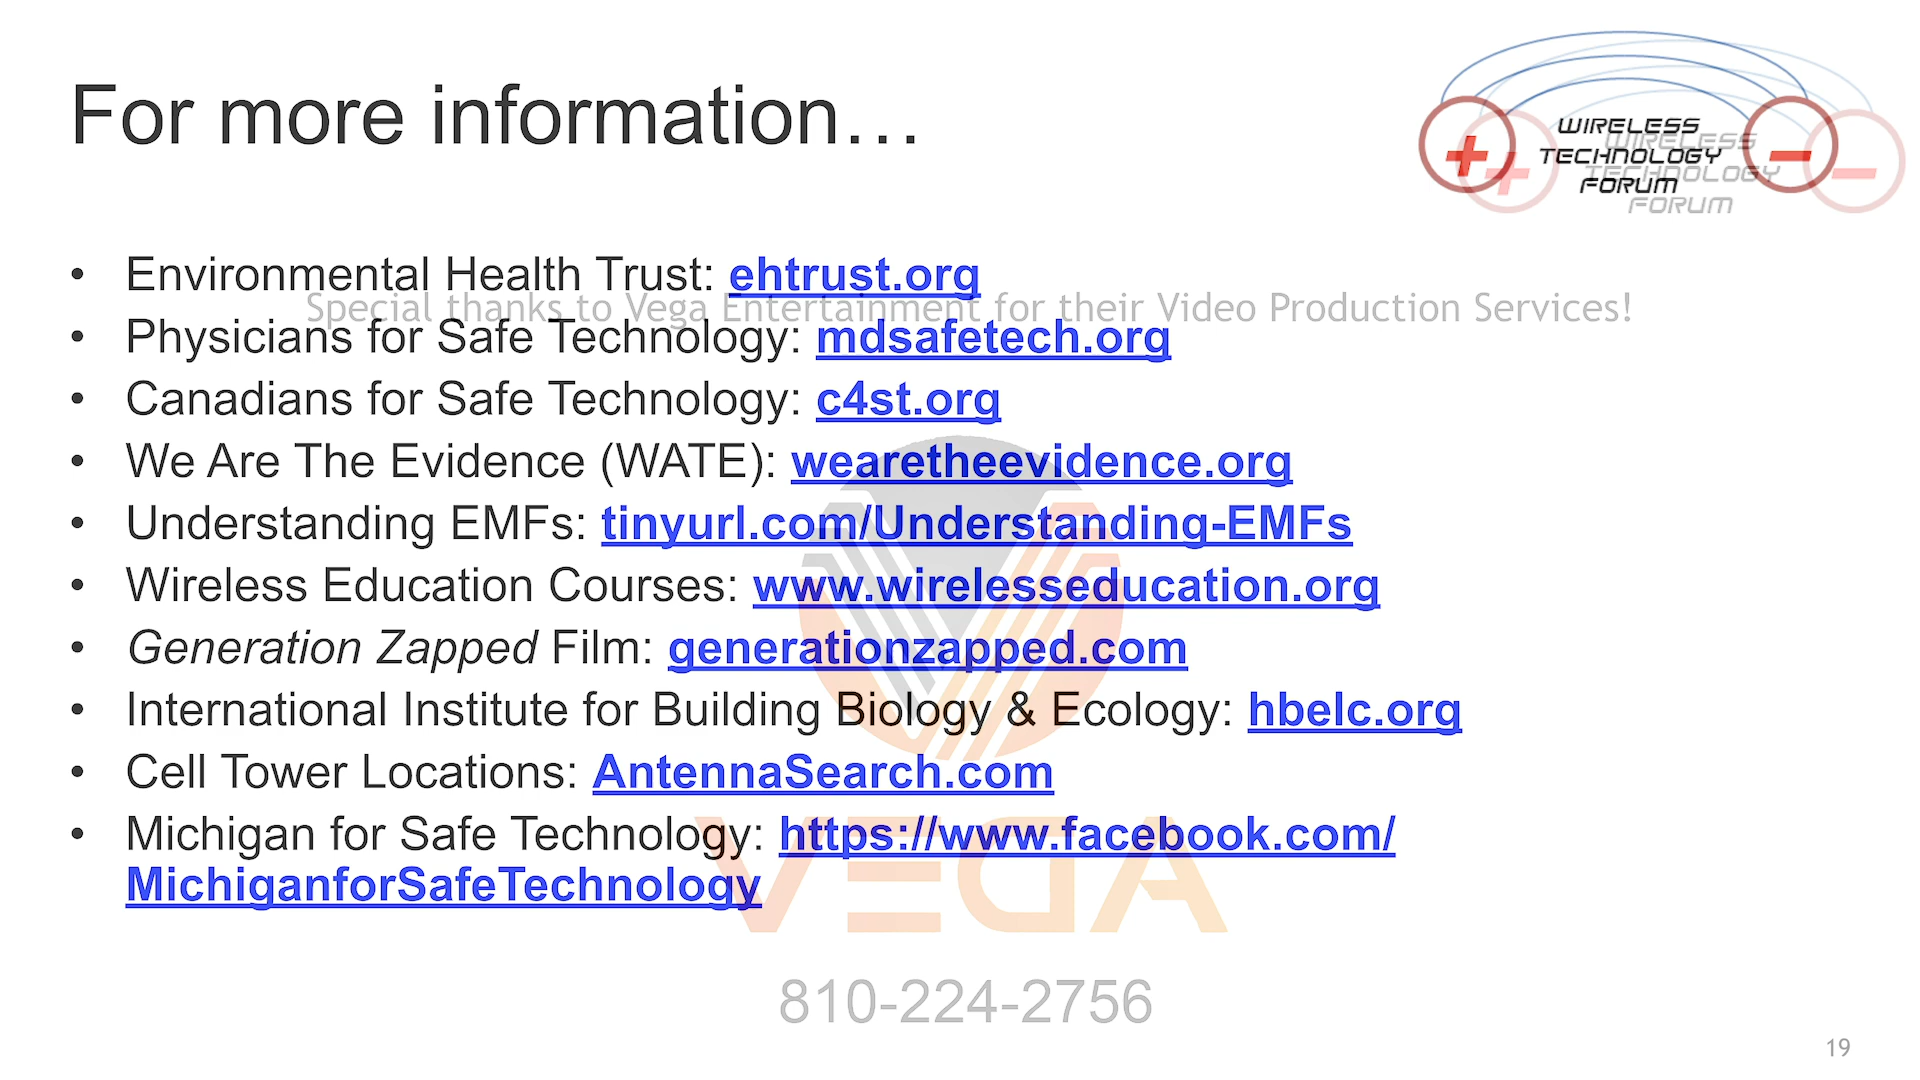 For more information…
WIRELESS
TECHNOLOGY
FORUM
WIRELESS
TECHNOLOGY
FORUM
• Environmental Health Trust: ehtrust.org
Special thanks to Vega Entertainment for their Video Production Services!
• Physicians for Safe Technology: mdsafetech.org
• Canadians for Safe Technology: c4st.org
• We Are The Evidence (WATE): wearetheevidence.org
• Understanding EMFs: tinyurl.com/Understanding-EMFs
• Wireless Education Courses: www.wirelesseducation.org
• Generation Zapped Film: generationzapped.com
• International Institute for Building Biology & Ecology: hbelc.org
• Cell Tower Locations: AntennaSearch.com
• Michigan for Safe Technology: https://www.facebook.com/
MichiganforSafeTechnology
VEGA
810-224-2756
19